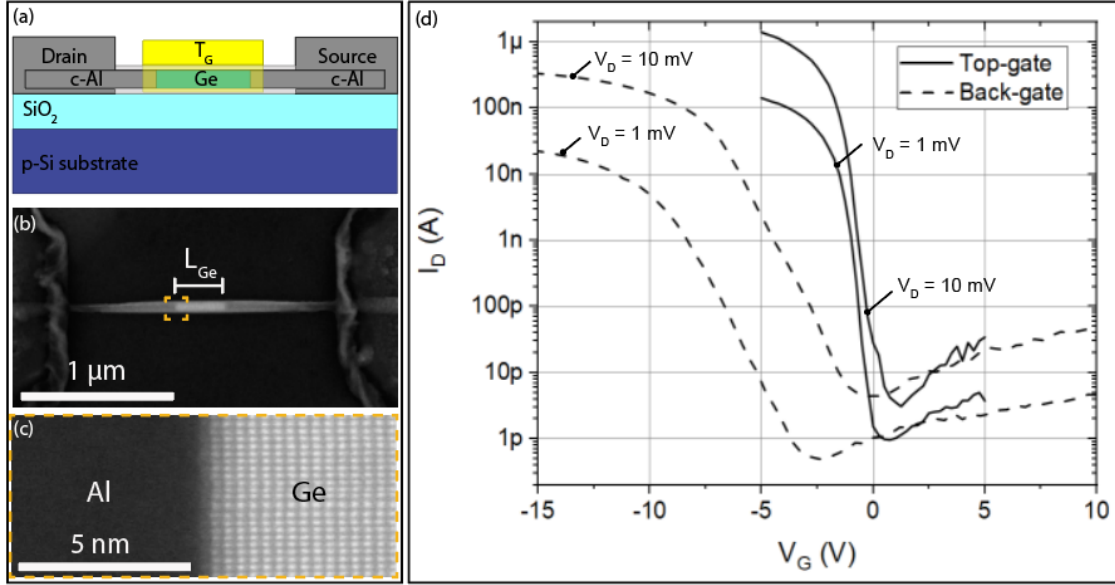 (a)
Drain
T_G
Source
c-Al
Ge
c-Al
SiO₂
p-Si substrate
(b)
L_Ge
1 μm
(c)
Al
Ge
5 nm
(d)
I_D (A)
1μ
100n
10n
1n
100p
10p
1p
V_D = 10 mV
V_D = 1 mV
V_D = 1 mV
V_D = 10 mV
Top-gate
Back-gate
-15 -10 -5 0 5 10
V_G (V)